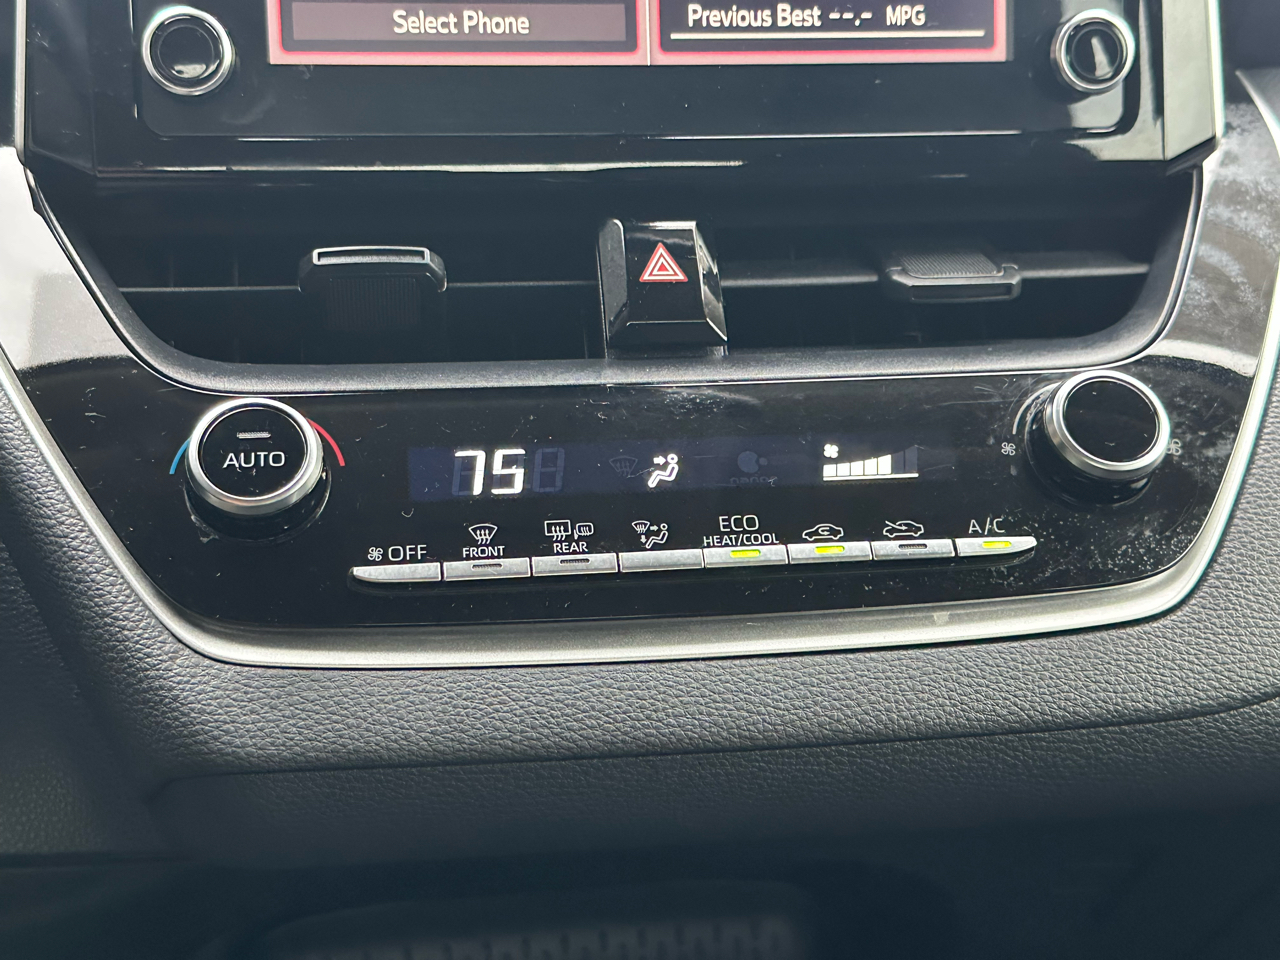 Select Phone
Previous Best --.- MPG
AUTO
75
OFF
FRONT
REAR
ECO
HEAT/COOL
A/C